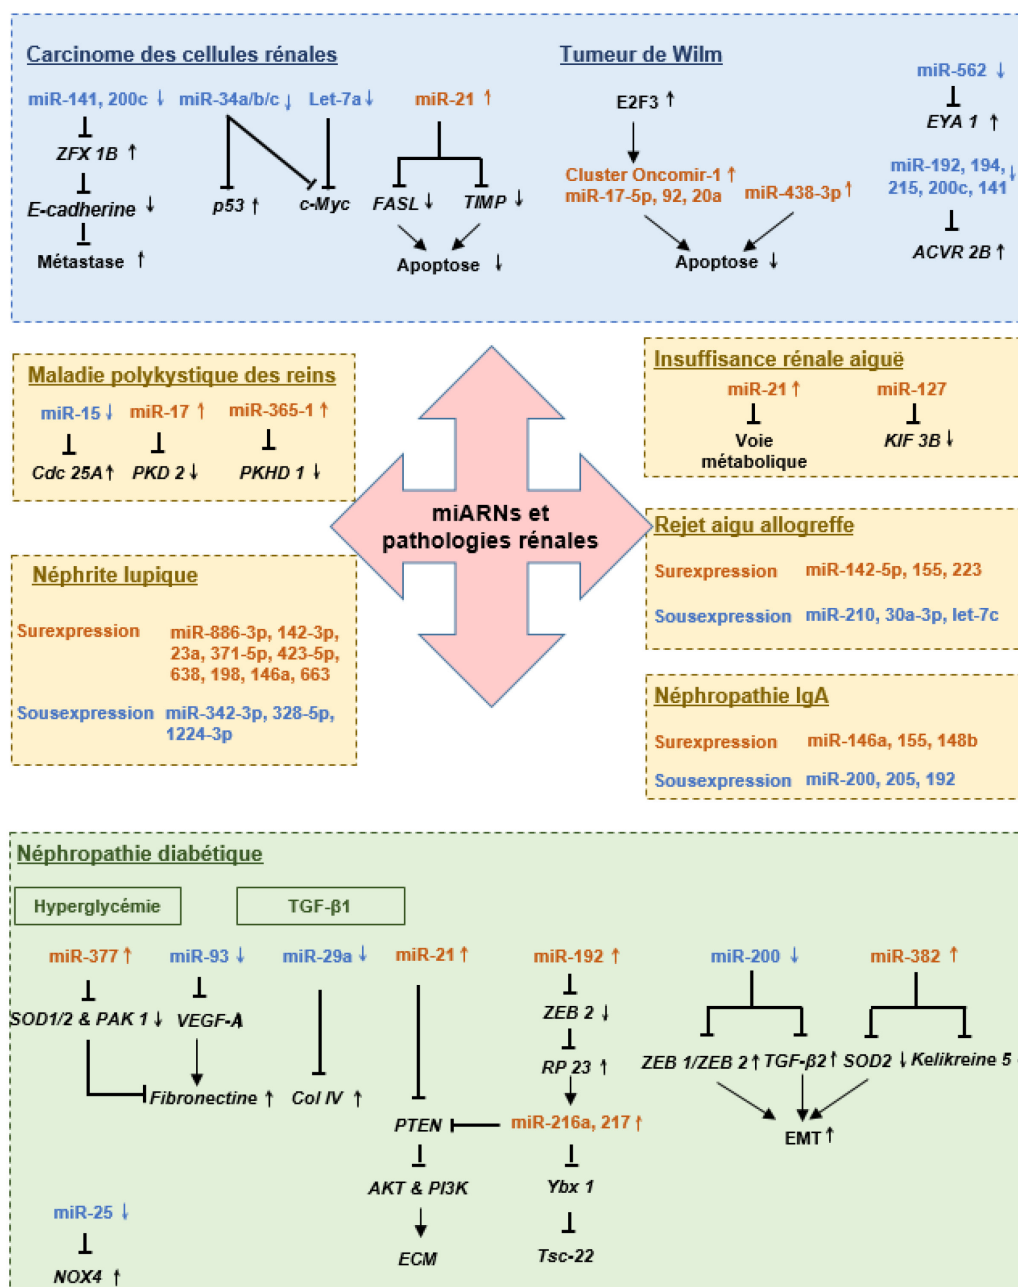 Carcinome des cellules rénales
miR-141, 200c ↓
ZFX 1B ↑
E-cadherine ↓
Métastase ↑
miR-34a/b/c ↓
p53 ↑
Let-7a ↓
c-Myc
miR-21 ↑
FASL ↓
TIMP ↓
Apoptose ↓
Tumeur de Wilm
E2F3 ↑
Cluster Oncomir-1 ↑
miR-17-5p, 92, 20a
miR-438-3p ↑
Apoptose ↓
miR-562 ↓
EYA 1 ↑
miR-192, 194, ↓
215, 200c, 141
ACVR 2B ↑
Maladie polykystique des reins
miR-15 ↓
Cdc 25A ↑
miR-17 ↑
PKD 2 ↓
miR-365-1 ↑
PKHD 1 ↓
Insuffisance rénale aiguë
miR-21 ↑
Voie
métabolique
miR-127
KIF 3B ↓
miARNs et
pathologies rénales
Néphrite lupique
Surexpression
miR-886-3p, 142-3p,
23a, 371-5p, 423-5p,
638, 198, 146a, 663
Sousexpression
miR-342-3p, 328-5p,
1224-3p
Rejet aigu allogreffe
Surexpression miR-142-5p, 155, 223
Sousexpression miR-210, 30a-3p, let-7c
Néphropathie IgA
Surexpression miR-146a, 155, 148b
Sousexpression miR-200, 205, 192
Néphropathie diabétique
Hyperglycémie
TGF-β1
miR-377 ↑
SOD1/2 & PAK 1 ↓
miR-93 ↓
VEGF-A
Fibronectine ↑
miR-29a ↓
Col IV ↑
miR-21 ↑
PTEN
AKT & PI3K
ECM
miR-192 ↑
ZEB 2 ↓
RP 23 ↑
miR-216a, 217 ↑
Ybx 1
Tsc-22
miR-200 ↓
ZEB 1/ZEB 2 ↑
TGF-β2 ↑
miR-382 ↑
SOD2 ↓
Kelikreine 5
EMT ↑
miR-25 ↓
NOX4 ↑